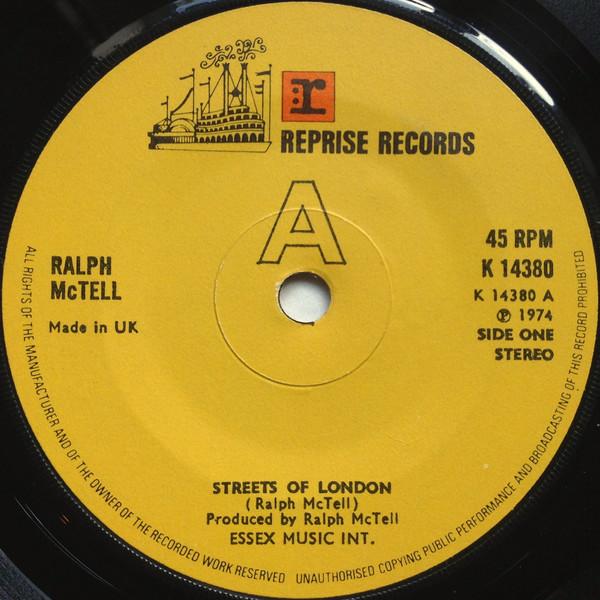 r
REPRISE RECORDS
A
RALPH
McTELL
Made in UK
45 RPM
K 14380
K 14380 A
Ⓟ 1974
SIDE ONE
STEREO
STREETS OF LONDON
(Ralph McTell)
Produced by Ralph McTell
ESSEX MUSIC INT.
ALL RIGHTS OF THE MANUFACTURER AND OF THE OWNER OF THE RECORDED WORK RESERVED UNAUTHORISED COPYING PUBLIC PERFORMANCE AND BROADCASTING OF THIS RECORD PROHIBITED